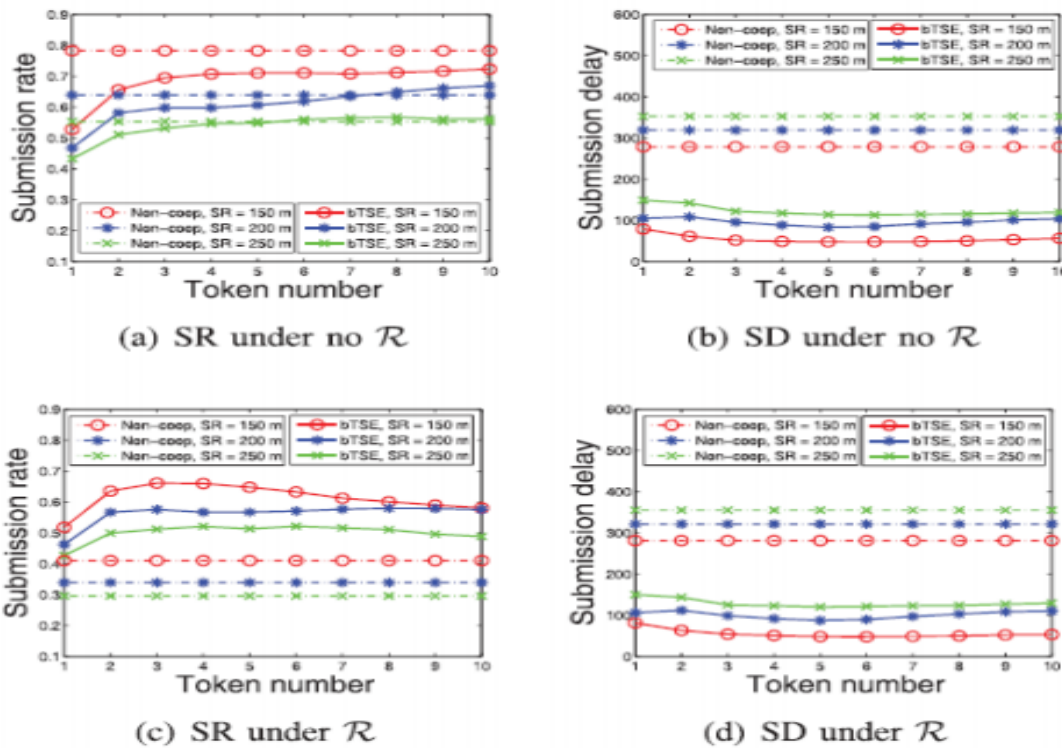 Submission rate
0.9
0.8
0.7
0.6
0.5
0.4
0.3
0.2
0.1
Non-coop, SR = 150 m
Non-coop, SR = 200 m
Non-coop, SR = 250 m
bTSE, SR = 150 m
bTSE, SR = 200 m
bTSE, SR = 250 m
1 2 3 4 5 6 7 8 9 10
Token number
(a) SR under no ℛ
Submission delay
600
500
400
300
200
100
0
Non-coop, SR = 150 m
Non-coop, SR = 200 m
Non-coop, SR = 250 m
bTSE, SR = 150 m
bTSE, SR = 200 m
bTSE, SR = 250 m
1 2 3 4 5 6 7 8 9 10
Token number
(b) SD under no ℛ
Submission rate
0.9
0.8
0.7
0.6
0.5
0.4
0.3
0.2
0.1
Non-coop, SR = 150 m
Non-coop, SR = 200 m
Non-coop, SR = 250 m
bTSE, SR = 150 m
bTSE, SR = 200 m
bTSE, SR = 250 m
1 2 3 4 5 6 7 8 9 10
Token number
(c) SR under ℛ
Submission delay
600
500
400
300
200
100
0
Non-coop, SR = 150 m
Non-coop, SR = 200 m
Non-coop, SR = 250 m
bTSE, SR = 150 m
bTSE, SR = 200 m
bTSE, SR = 250 m
1 2 3 4 5 6 7 8 9 10
Token number
(d) SD under ℛ